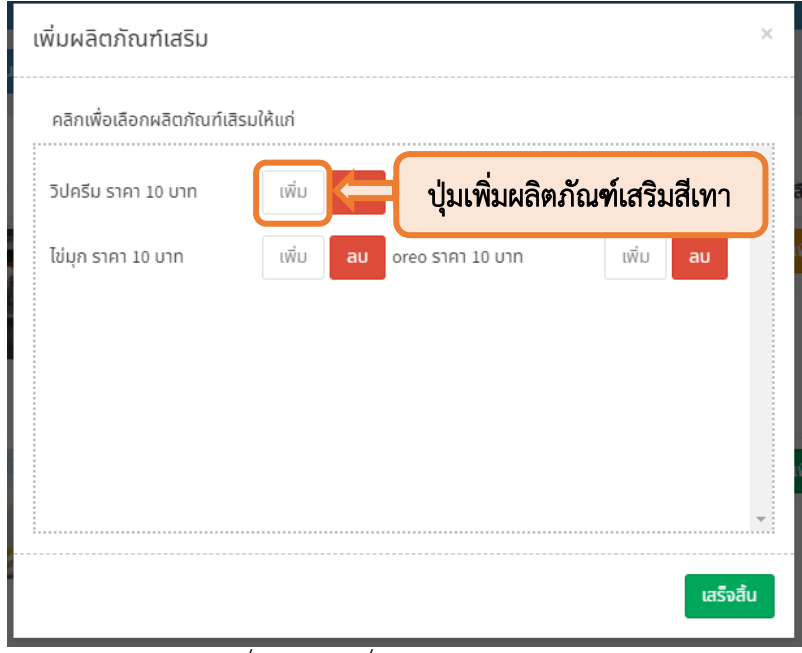 เพิ่มผลิตภัณฑ์เสริม ×
คลิกเพื่อเลือกผลิตภัณฑ์เสิรมให้แก่
วิปครีม ราคา 10 บาท เพิ่ม ปุ่มเพิ่มผลิตภัณฑ์เสริมสีเทา
ไข่มุก ราคา 10 บาท เพิ่ม ลบ oreo ราคา 10 บาท เพิ่ม ลบ
เสร็จสิ้น